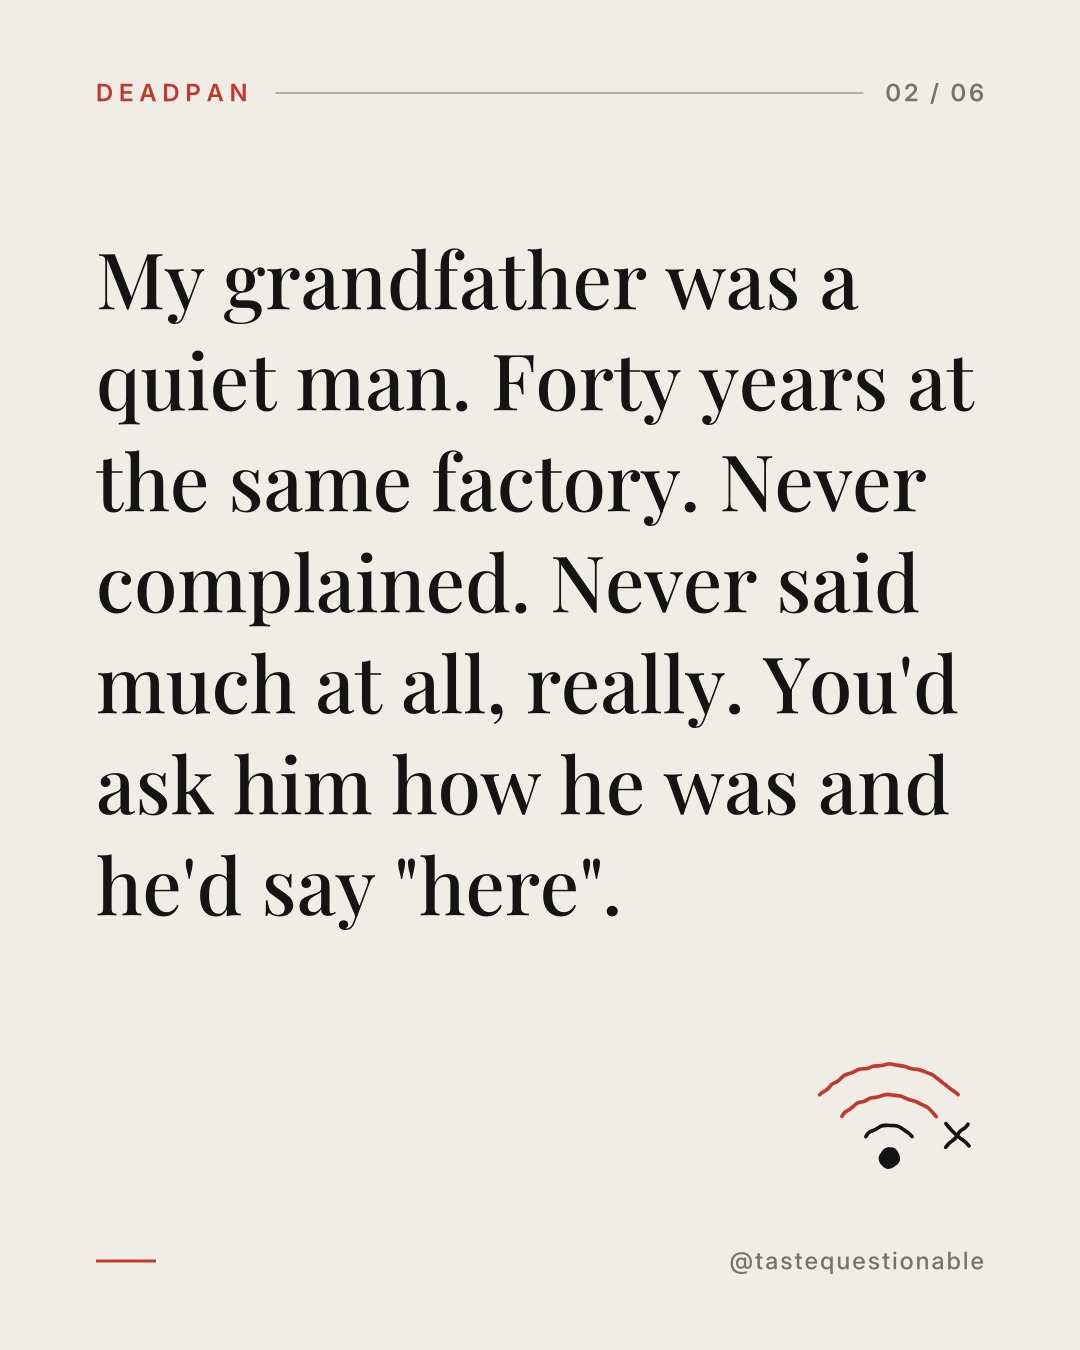 DEADPAN 02 / 06
My grandfather was a
quiet man. Forty years at
the same factory. Never
complained. Never said
much at all, really. You'd
ask him how he was and
he'd say "here".
@tastequestionable